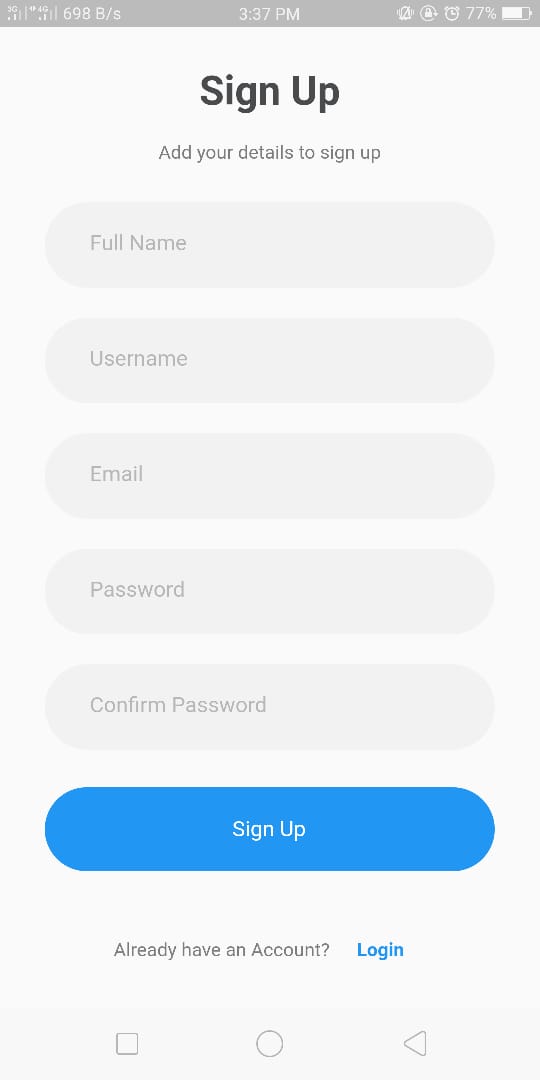 3G 4G 698 B/s 3:37 PM 77%
Sign Up
Add your details to sign up
Full Name
Username
Email
Password
Confirm Password
Sign Up
Already have an Account? Login